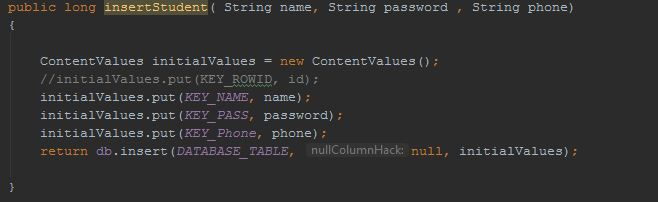 public long insertStudent( String name, String password , String phone)
{
ContentValues initialValues = new ContentValues();
//initialValues.put(KEY_ROWID, id);
initialValues.put(KEY_NAME, name);
initialValues.put(KEY_PASS, password);
initialValues.put(KEY_Phone, phone);
return db.insert(DATABASE_TABLE, nullColumnHack: null, initialValues);
}